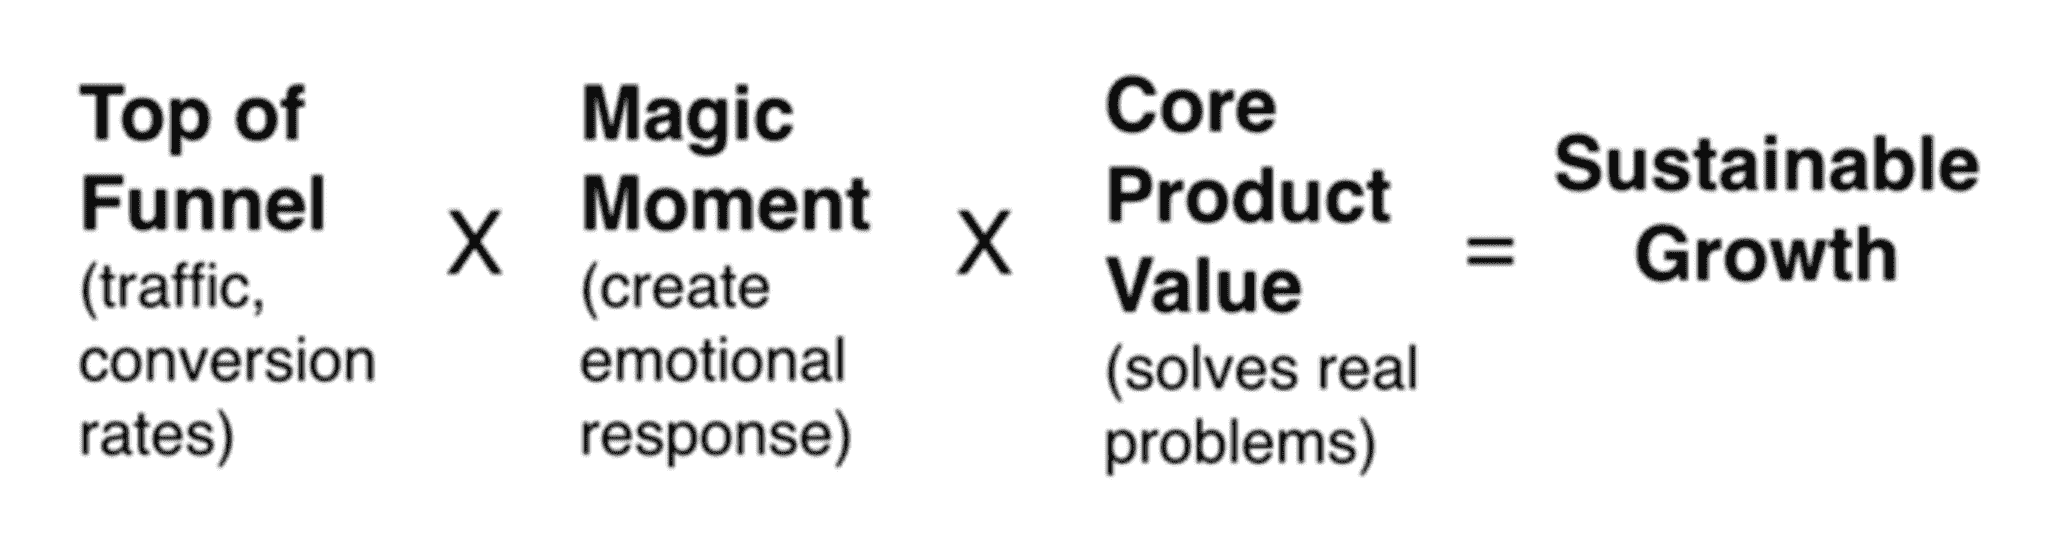 Top of
Funnel
(traffic,
conversion
rates)
X
Magic
Moment
(create
emotional
response)
X
Core
Product
Value
(solves real
problems)
=
Sustainable
Growth